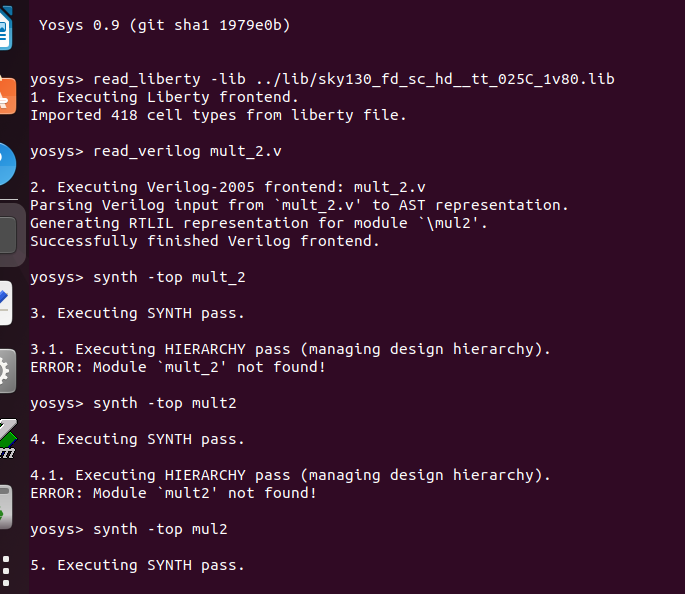 Yosys 0.9 (git sha1 1979e0b)
yosys> read_liberty -lib ../lib/sky130_fd_sc_hd__tt_025C_1v80.lib
1. Executing Liberty frontend.
Imported 418 cell types from liberty file.
yosys> read_verilog mult_2.v
2. Executing Verilog-2005 frontend: mult_2.v
Parsing Verilog input from `mult_2.v' to AST representation.
Generating RTLIL representation for module `\mul2'.
Successfully finished Verilog frontend.
yosys> synth -top mult_2
3. Executing SYNTH pass.
3.1. Executing HIERARCHY pass (managing design hierarchy).
ERROR: Module `mult_2' not found!
yosys> synth -top mult2
4. Executing SYNTH pass.
4.1. Executing HIERARCHY pass (managing design hierarchy).
ERROR: Module `mult2' not found!
yosys> synth -top mul2
5. Executing SYNTH pass.